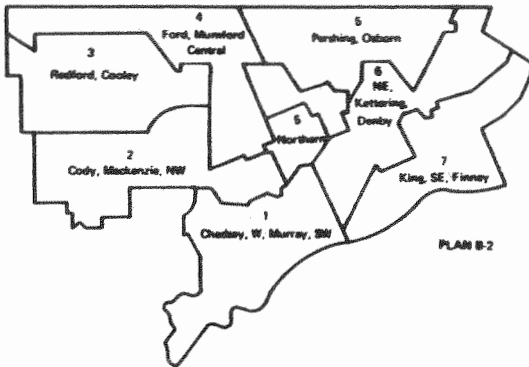 4
Ford, Mumford
Central
5
Pershing, Osborn
3
Redford, Cooley
6
NE,
Kettering,
Denby
5
Northern
2
Cody, Mackenzie, NW
7
King, SE, Finney
1
Chadsey, W, Murray, SW
PLAN B-2